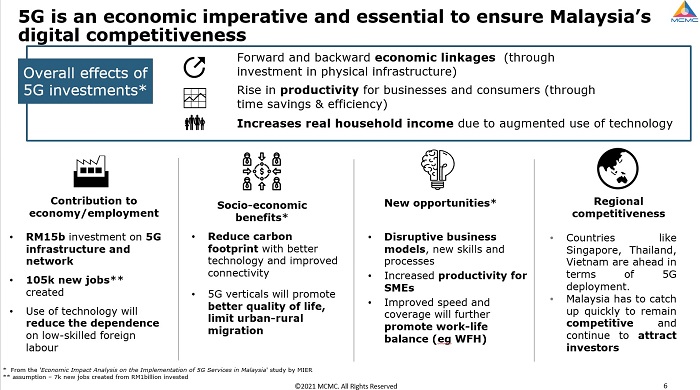 5G is an economic imperative and essential to ensure Malaysia's
digital competitiveness
MCMC
Overall effects of
5G investments*
Forward and backward economic linkages (through
investment in physical infrastructure)
Rise in productivity for businesses and consumers (through
time savings & efficiency)
Increases real household income due to augmented use of technology
Contribution to
economy/employment
• RM15b investment on 5G
infrastructure and
network
• 105k new jobs**
created
• Use of technology will
reduce the dependence
on low-skilled foreign
labour
Socio-economic
benefits*
• Reduce carbon
footprint with better
technology and improved
connectivity
• 5G verticals will promote
better quality of life,
limit urban-rural
migration
New opportunities*
• Disruptive business
models, new skills and
processes
• Increased productivity for
SMEs
• Improved speed and
coverage will further
promote work-life
balance (eg WFH)
Regional
competitiveness
• Countries like
Singapore, Thailand,
Vietnam are ahead in
terms of 5G
deployment.
• Malaysia has to catch
up quickly to remain
competitive and
continue to attract
investors
* From the 'Economic Impact Analysis on the Implementation of 5G Services in Malaysia' study by MIER
** assumption – 7k new jobs created from RM1billion invested
©2021 MCMC. All Rights Reserved
6